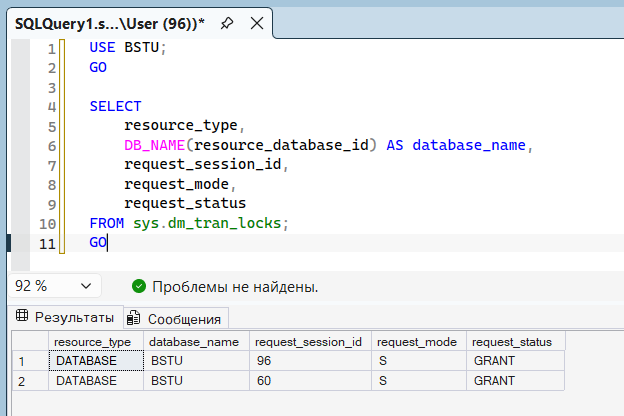 SQLQuery1.s...\User (96))*
1 USE BSTU;
2 GO
3
4 SELECT
5 resource_type,
6 DB_NAME(resource_database_id) AS database_name,
7 request_session_id,
8 request_mode,
9 request_status
10 FROM sys.dm_tran_locks;
11 GO
92 % Проблемы не найдены.
Результаты Сообщения
resource_type database_name request_session_id request_mode request_status
1 DATABASE BSTU 96 S GRANT
2 DATABASE BSTU 60 S GRANT